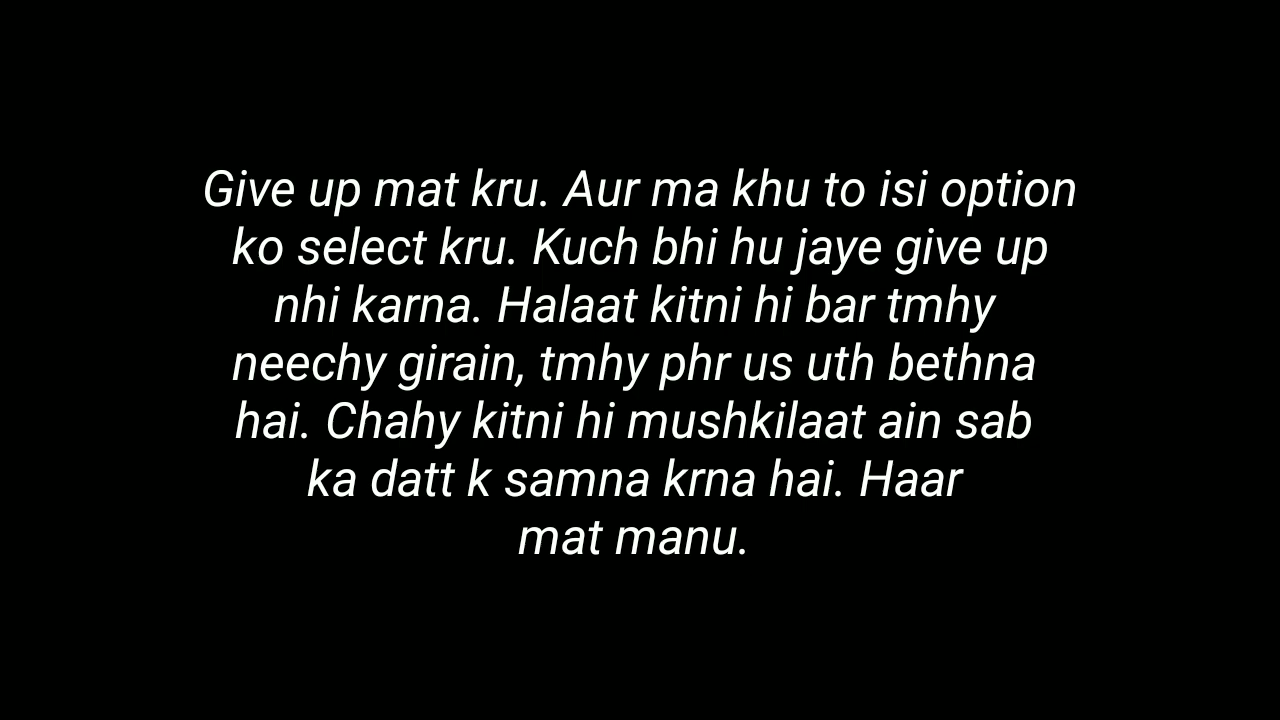 Give up mat kru. Aur ma khu to isi option
ko select kru. Kuch bhi hu jaye give up
nhi karna. Halaat kitni hi bar tmhy
neechy girain, tmhy phr us uth bethna
hai. Chahy kitni hi mushkilaat ain sab
ka datt k samna krna hai. Haar
mat manu.